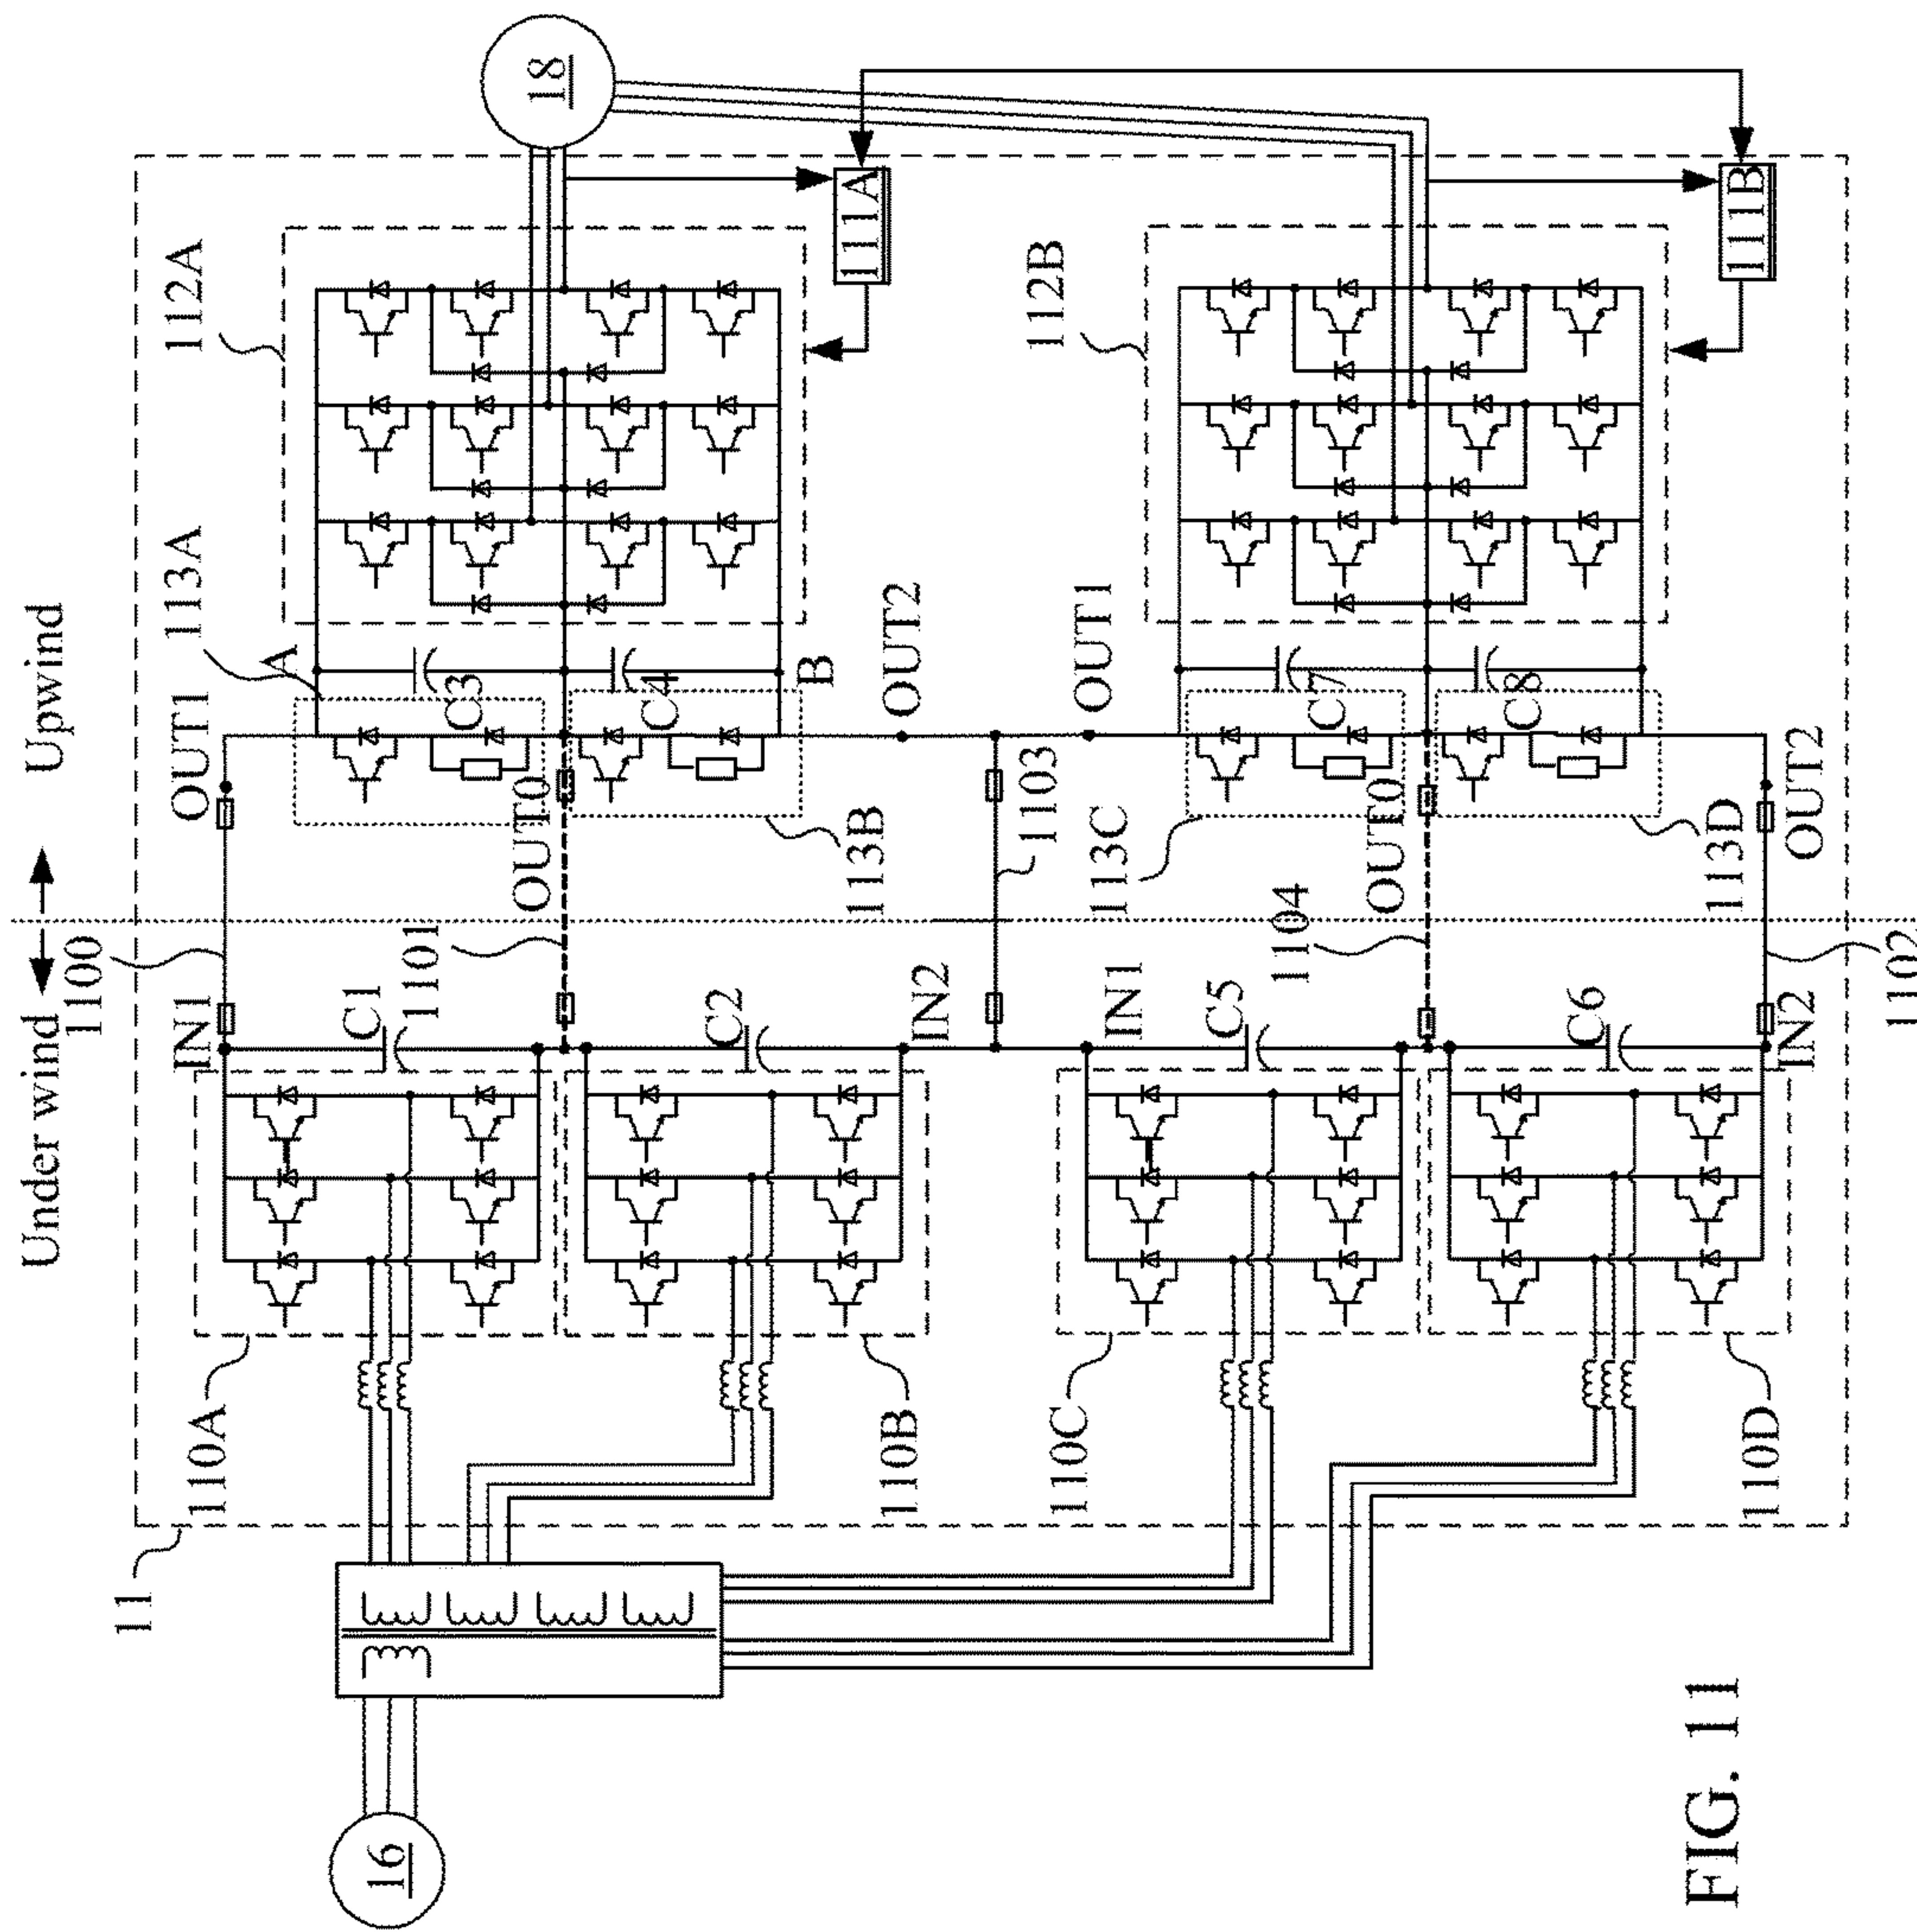 Under wind
Upwind
1100
IN1
OUT1
113A
112A
A
18
110A
C1
1101
OUT0
C3
C4
B
111A
11
110B
C2
IN2
113B
OUT2
1103
16
110C
IN1
C5
1104
113C
OUT1
OUT0
C7
C8
112B
111B
110D
C6
IN2
1102
113D
OUT2
FIG. 11